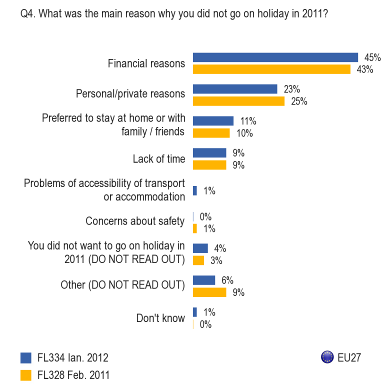 Q4. What was the main reason why you did not go on holiday in 2011?
Financial reasons
45%
43%
Personal/private reasons
23%
25%
Preferred to stay at home or with
family / friends
11%
10%
Lack of time
9%
9%
Problems of accessibility of transport
or accommodation
1%
Concerns about safety
0%
1%
You did not want to go on holiday in
2011 (DO NOT READ OUT)
4%
3%
Other (DO NOT READ OUT)
6%
9%
Don't know
1%
0%
FL334 Ian. 2012
EU27
FL328 Feb. 2011